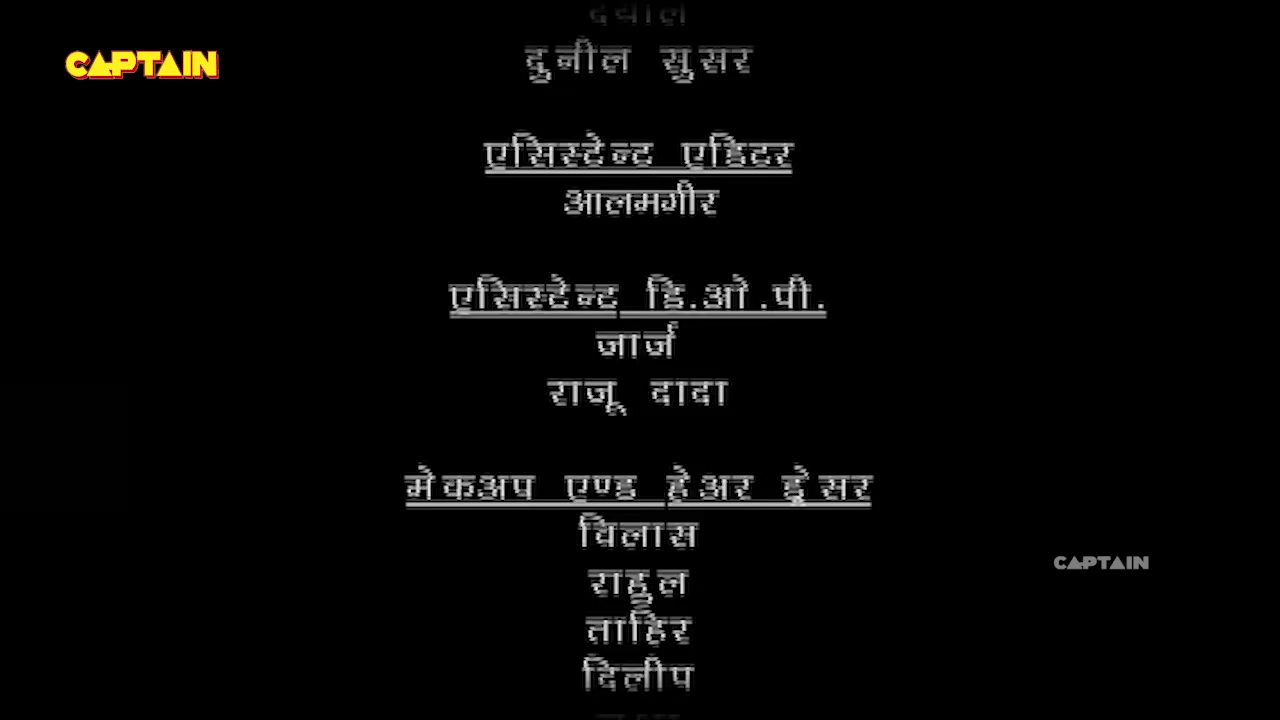 CAPTAIN
दुनील सुसर
एसिस्टेन्ट एडिटर
आलमगीर
एसिस्टेन्ट डि.ओ.पी.
जार्ज
राजू दादा
मेकअप एण्ड हेअर ड्रेसर
विलास
राहुल
ताहिर
दिलीप
CAPTAIN